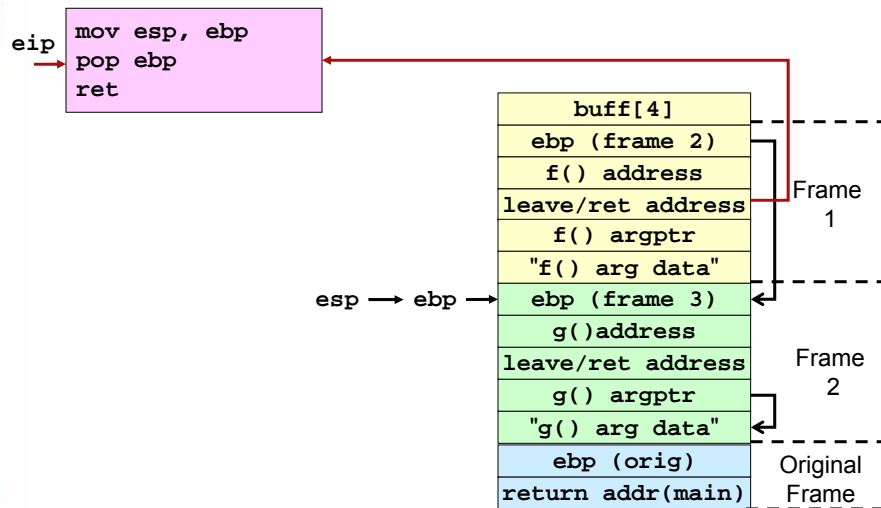 eip
mov esp, ebp
pop ebp
ret
buff[4]
ebp (frame 2)
f() address
leave/ret address
f() argptr
"f() arg data"
Frame
1
esp
ebp
ebp (frame 3)
g()address
leave/ret address
g() argptr
"g() arg data"
Frame
2
ebp (orig)
return addr(main)
Original
Frame